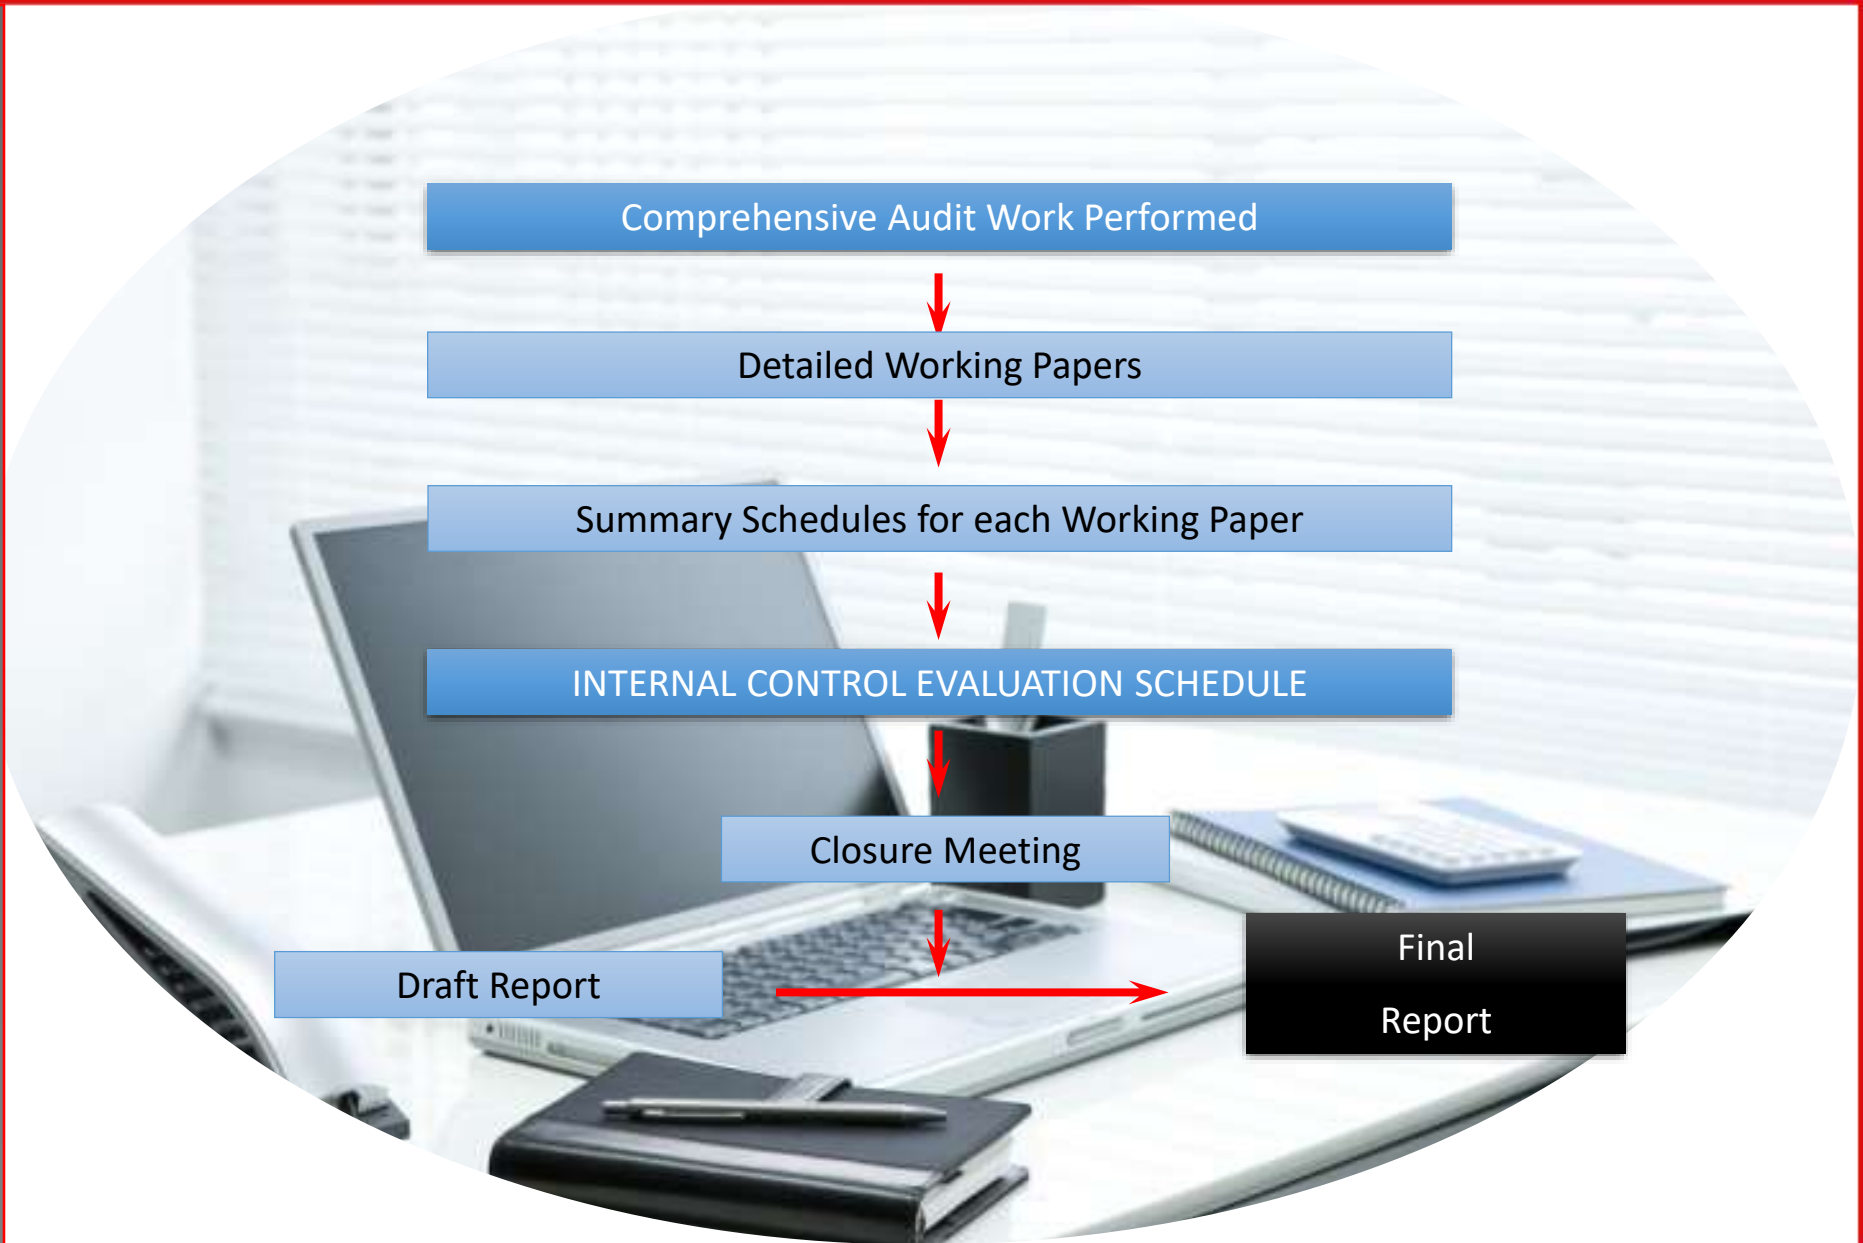 Comprehensive Audit Work Performed
Detailed Working Papers
Summary Schedules for each Working Paper
INTERNAL CONTROL EVALUATION SCHEDULE
Closure Meeting
Draft Report
Final
Report